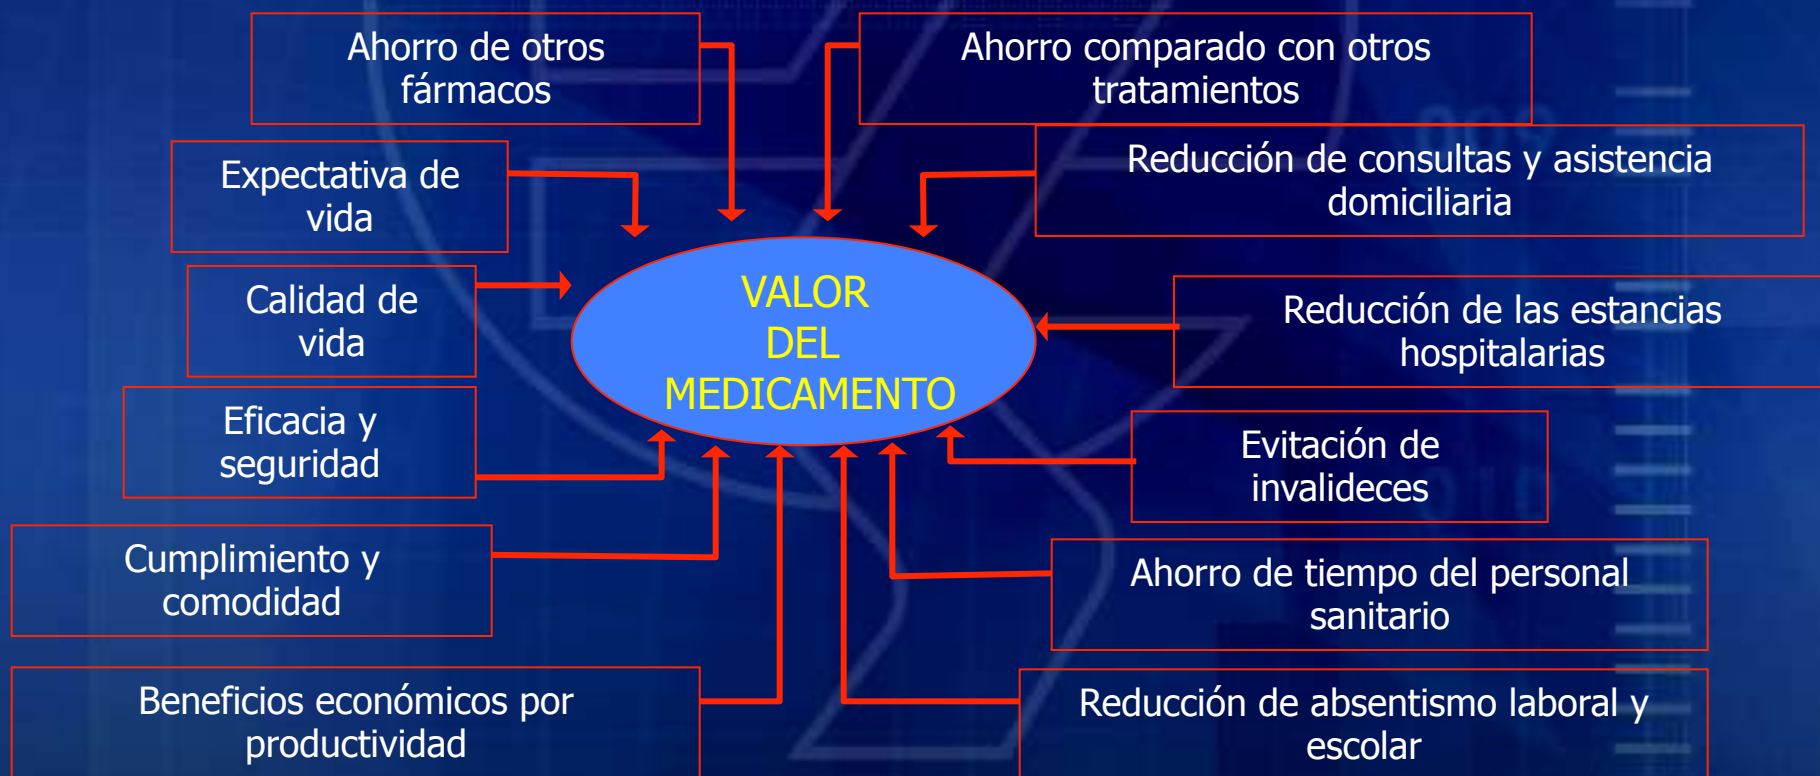 Ahorro de otros
fármacos
Ahorro comparado con otros
tratamientos
Expectativa de
vida
Reducción de consultas y asistencia
domiciliaria
Calidad de
vida
VALOR
DEL
MEDICAMENTO
Reducción de las estancias
hospitalarias
Eficacia y
seguridad
Evitación de
invalideces
Cumplimiento y
comodidad
Ahorro de tiempo del personal
sanitario
Beneficios económicos por
productividad
Reducción de absentismo laboral y
escolar
009
010